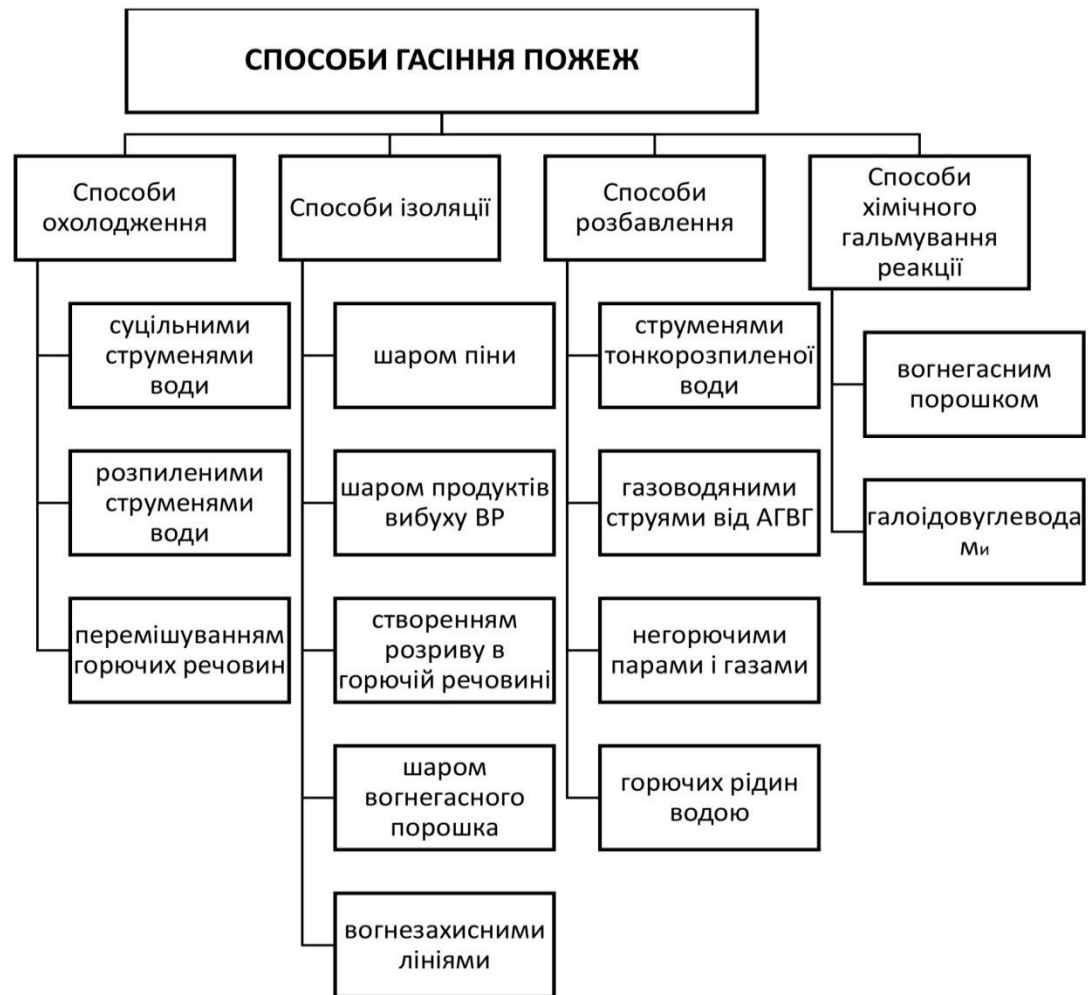 СПОСОБИ ГАСІННЯ ПОЖЕЖ
Способи
охолодження
суцільними
струменями
води
розпиленими
струменями
води
перемішуванням
горючих речовин
Способи ізоляції
шаром піни
шаром продуктів
вибуху ВР
створенням
розриву в
горючій речовині
шаром
вогнегасного
порошка
вогнезахисними
лініями
Способи
розбавлення
струменями
тонкорозпиленої
води
газоводяними
струями від АГВГ
негорючими
парами і газами
горючих рідин
водою
Способи
хімічного
гальмування
реакції
вогнегасним
порошком
галоідовуглевода
ми